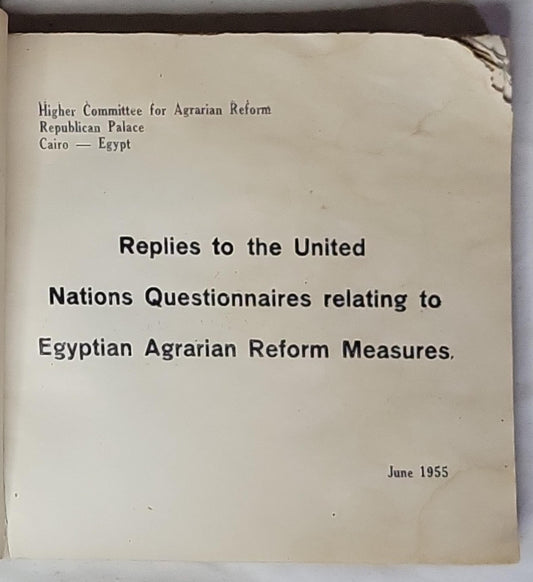 Higher Committee for Agrarian Reform
Republican Palace
Cairo — Egypt
Replies to the United
Nations Questionnaires relating to
Egyptian Agrarian Reform Measures.
June 1955